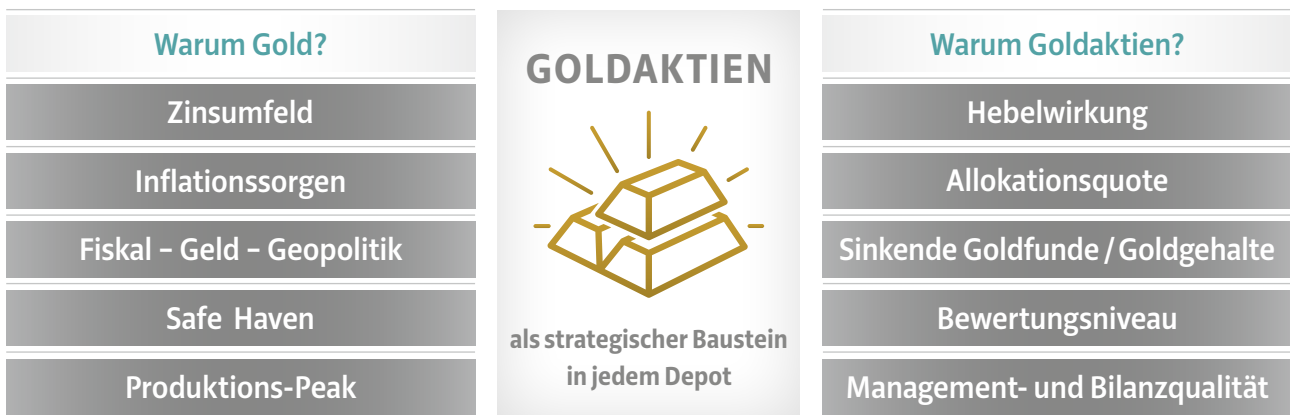 Warum Gold?
Zinsumfeld
Inflationssorgen
Fiskal – Geld – Geopolitik
Safe Haven
Produktions-Peak
GOLDAKTIEN
als strategischer Baustein
in jedem Depot
Warum Goldaktien?
Hebelwirkung
Allokationsquote
Sinkende Goldfunde / Goldgehalte
Bewertungsniveau
Management- und Bilanzqualität